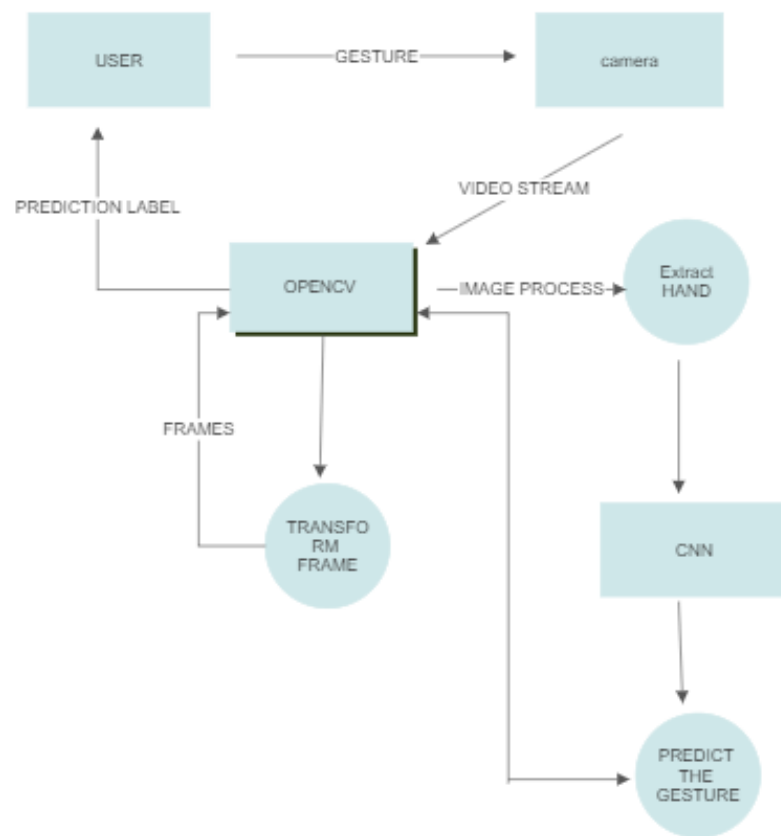 USER
GESTURE
camera
VIDEO STREAM
PREDICTION LABEL
OPENCV
IMAGE PROCESS
Extract
HAND
FRAMES
TRANSFO
RM
FRAME
CNN
PREDICT
THE
GESTURE